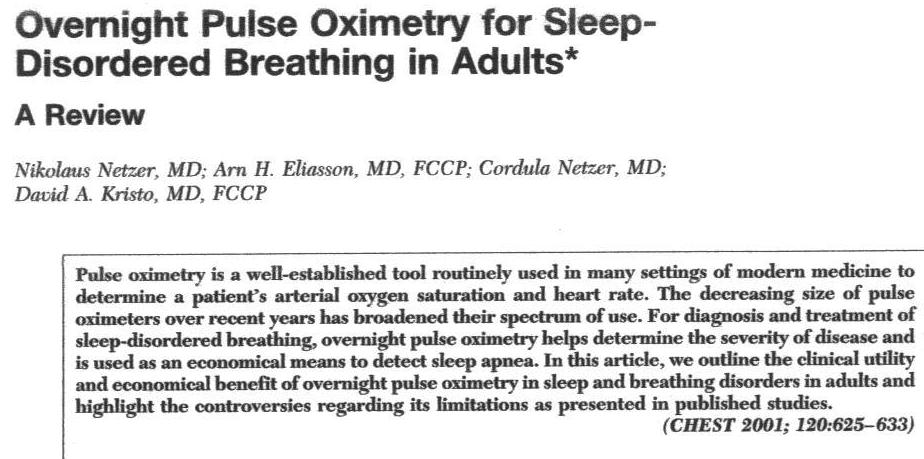 Overnight Pulse Oximetry for Sleep-
Disordered Breathing in Adults*
A Review
Nikolaus Netzer, MD; Arn H. Eliasson, MD, FCCP; Cordula Netzer, MD;
David A. Kristo, MD, FCCP
Pulse oximetry is a well-established tool routinely used in many settings of modern medicine to
determine a patient's arterial oxygen saturation and heart rate. The decreasing size of pulse
oximeters over recent years has broadened their spectrum of use. For diagnosis and treatment of
sleep-disordered breathing, overnight pulse oximetry helps determine the severity of disease and
is used as an economical means to detect sleep apnea. In this article, we outline the clinical utility
and economical benefit of overnight pulse oximetry in sleep and breathing disorders in adults and
highlight the controversies regarding its limitations as presented in published studies.
(CHEST 2001; 120:625–633)